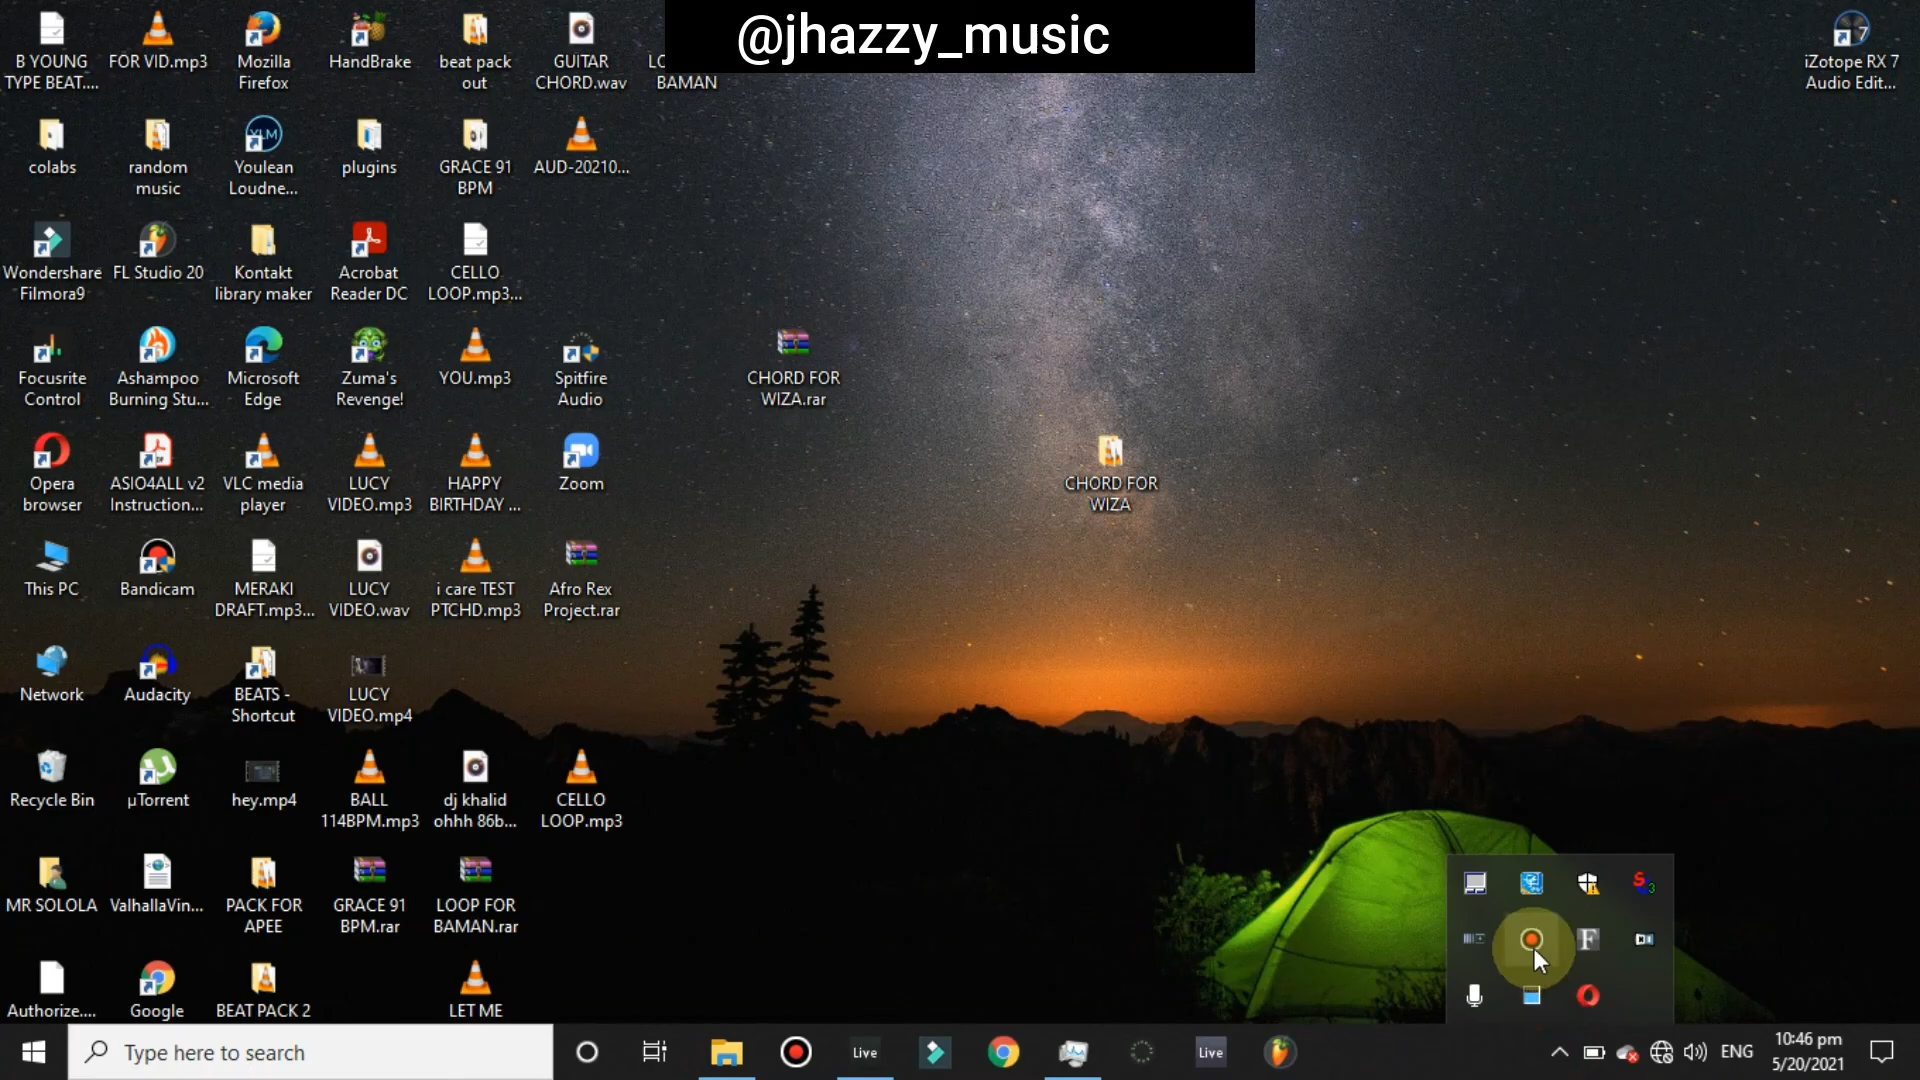 @jhazzy_music
B YOUNG
TYPE BEAT....
FOR VID.mp3
Mozilla
Firefox
HandBrake
beat pack
out
GUITAR
CHORD.wav
BAMAN
iZotope RX 7
Audio Edit...
colabs
random
music
Youlean
Loudne...
plugins
GRACE 91
BPM
AUD-20210...
Wondershare
Filmora9
FL Studio 20
Kontakt
library maker
Acrobat
Reader DC
CELLO
LOOP.mp3...
Focusrite
Control
Ashampoo
Burning Stu...
Microsoft
Edge
Zuma's
Revenge!
YOU.mp3
Spitfire
Audio
CHORD FOR
WIZA.rar
Opera
browser
ASIO4ALL v2
Instruction...
VLC media
player
LUCY
VIDEO.mp3
HAPPY
BIRTHDAY ...
Zoom
CHORD FOR
WIZA
This PC
Bandicam
MERAKI
DRAFT.mp3...
LUCY
VIDEO.wav
i care TEST
PTCHD.mp3
Afro Rex
Project.rar
Network
Audacity
BEATS -
Shortcut
LUCY
VIDEO.mp4
Recycle Bin
µTorrent
hey.mp4
BALL
114BPM.mp3
dj khalid
ohhh 86b...
CELLO
LOOP.mp3
MR SOLOLA
ValhallaVin...
PACK FOR
APEE
GRACE 91
BPM.rar
LOOP FOR
BAMAN.rar
Authorize....
Google
BEAT PACK 2
LET ME
Type here to search
Live
Live
ENG
10:46 pm
5/20/2021